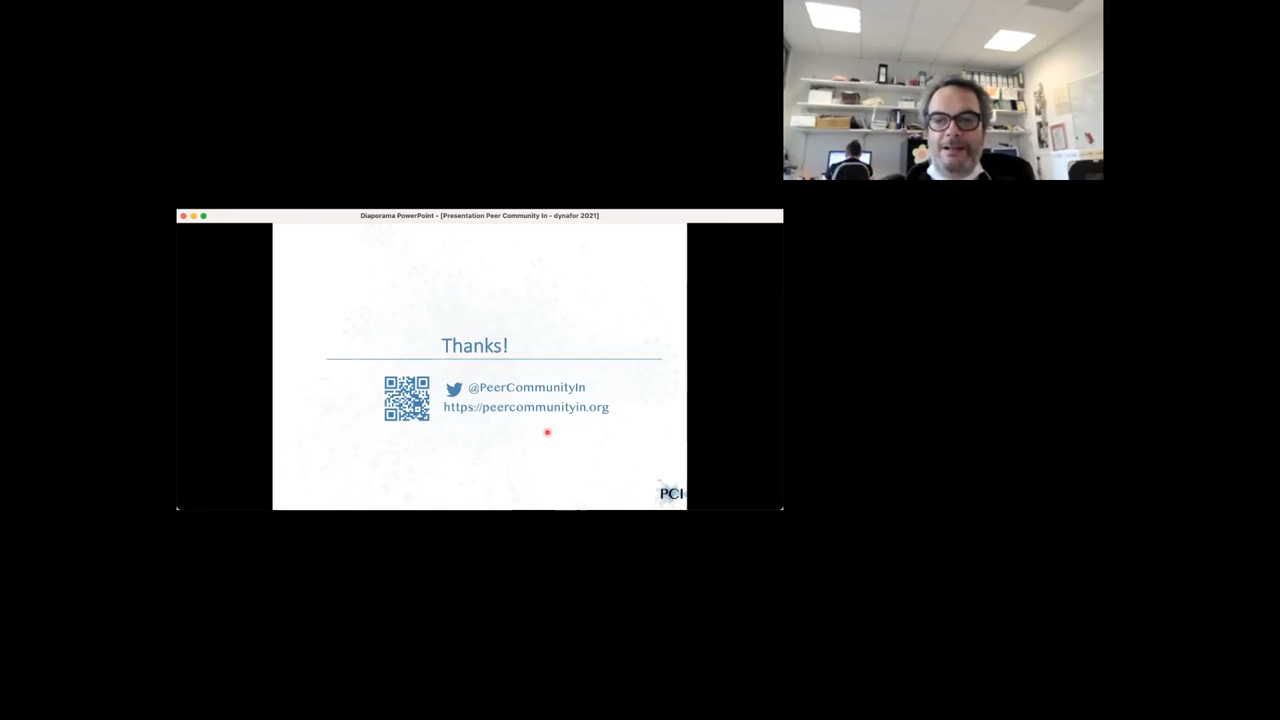 Diaporama PowerPoint - [Presentation Peer Community In - dynafor 2021]
Thanks!
@PeerCommunityIn
https://peercommunityin.org
PCI